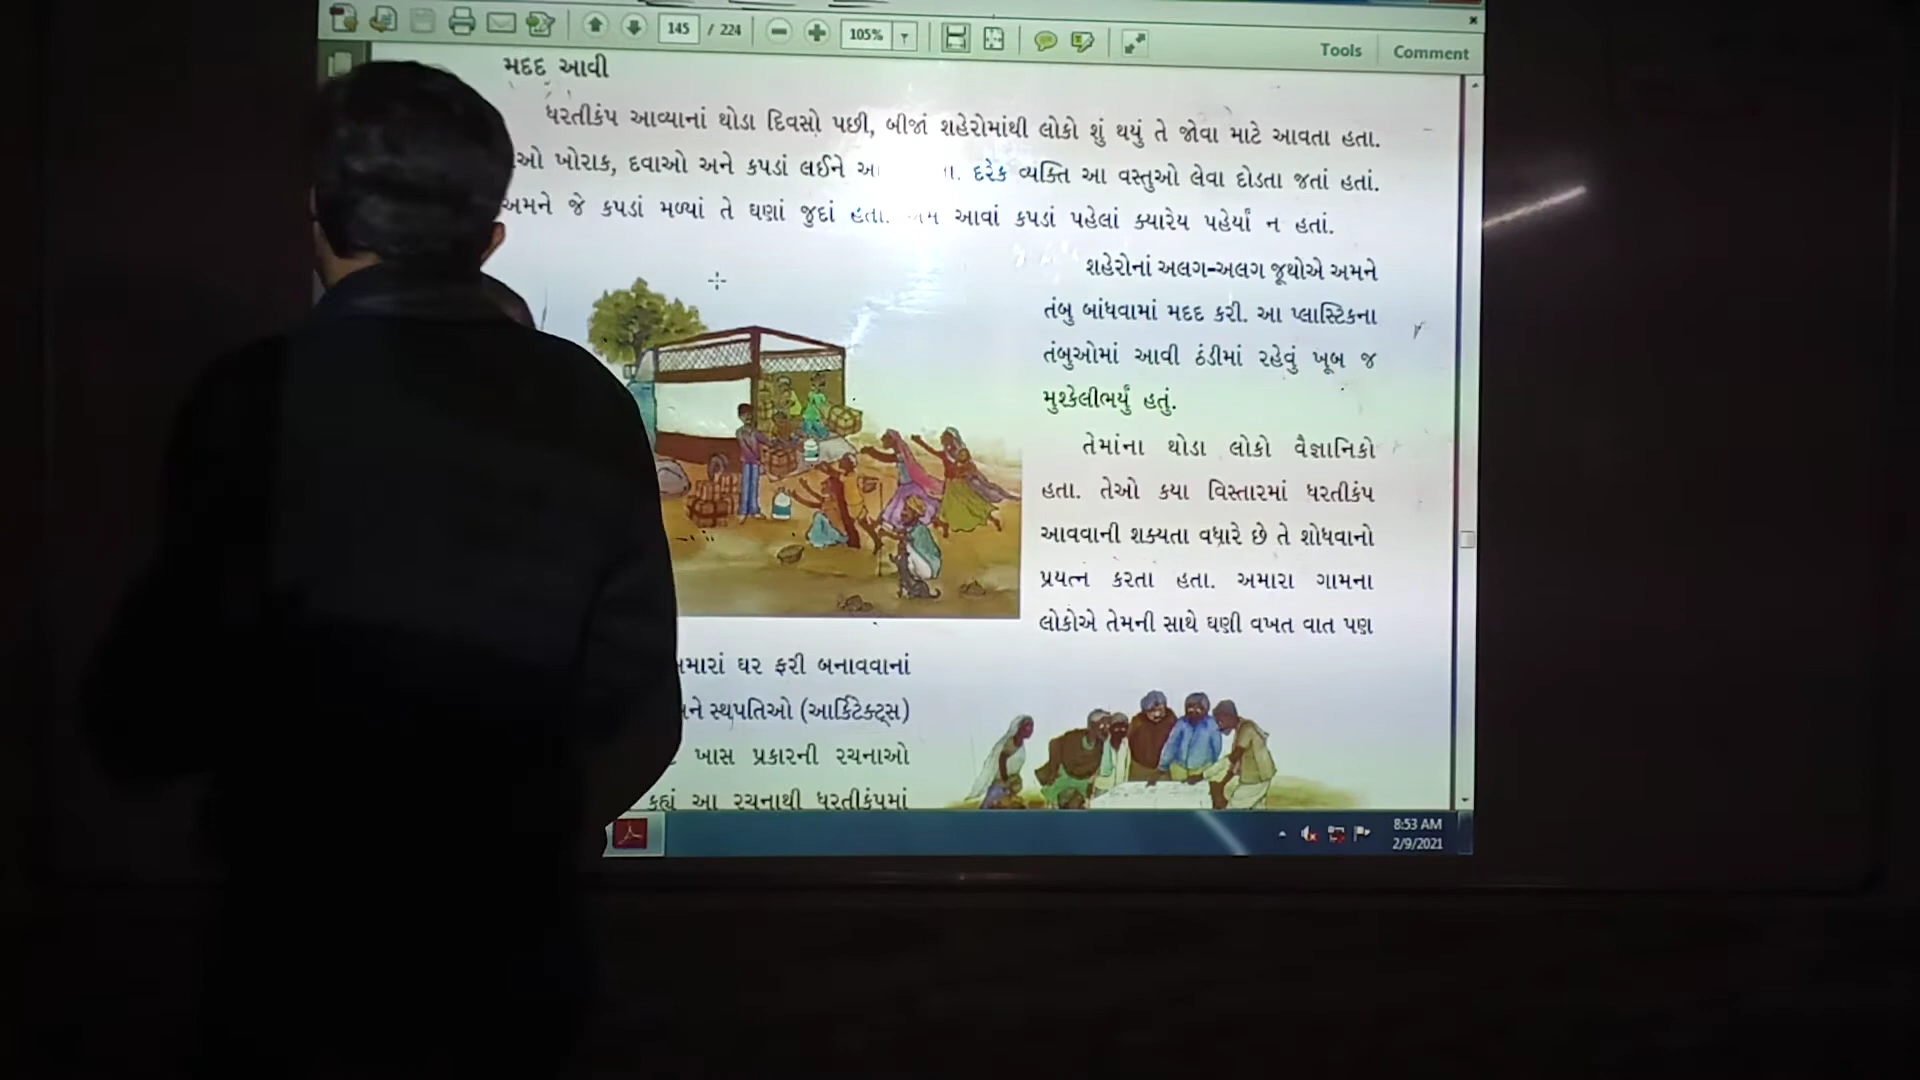 145 / 224
105%
Tools
Comment
મદદ આવી
ધરતીકંપ આવ્યાનાં થોડા દિવસો પછી, બીજાં શહેરોમાંથી લોકો શું થયું તે જોવા માટે આવતા હતા.
ખોરાક, દવાઓ અને કપડાં લઈને દરેક વ્યક્તિ આ વસ્તુઓ લેવા દોડતા જતાં હતાં.
અમને જે કપડાં મળ્યાં તે ઘણાં જુદાં હતા. આવાં કપડાં પહેલાં ક્યારેય પહેર્યાં ન હતાં.
શહેરોનાં અલગ-અલગ જૂથોએ અમને
તંબુ બાંધવામાં મદદ કરી. આ પ્લાસ્ટિકના
તંબુઓમાં આવી ઠંડીમાં રહેવું ખૂબ જ
મુશ્કેલીભર્યું હતું.
તેમાંના થોડા લોકો વૈજ્ઞાનિકો
હતા. તેઓ કયા વિસ્તારમાં ધરતીકંપ
આવવાની શક્યતા વધારે છે તે શોધવાનો
પ્રયત્ન કરતા હતા. અમારા ગામના
લોકોએ તેમની સાથે ઘણી વખત વાત પણ
ઘર ફરી બનાવવાનાં
સ્થપતિઓ (આર્કિટેક્ટ્સ)
ખાસ પ્રકારની રચનાઓ
કહ્યું આ રચનાથી ધરતીકંપમાં
8:53 AM
2/9/2021